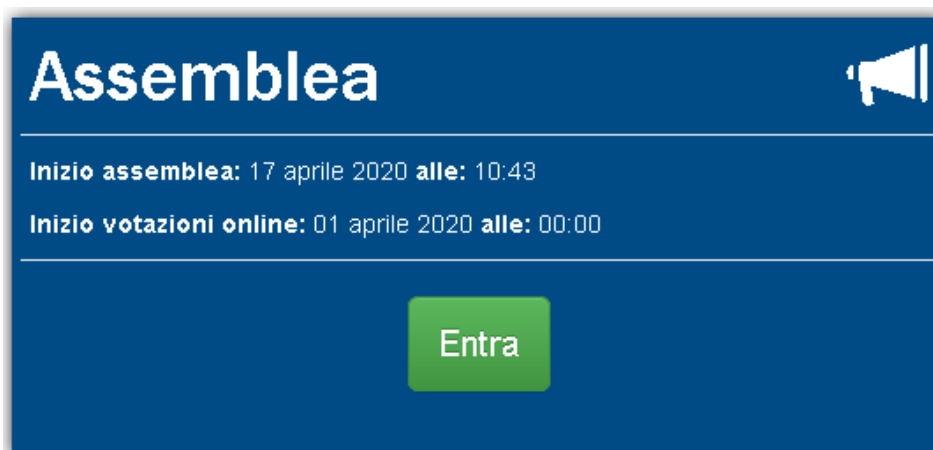 Assemblea
Inizio assemblea: 17 aprile 2020 alle: 10:43
Inizio votazioni online: 01 aprile 2020 alle: 00:00
Entra